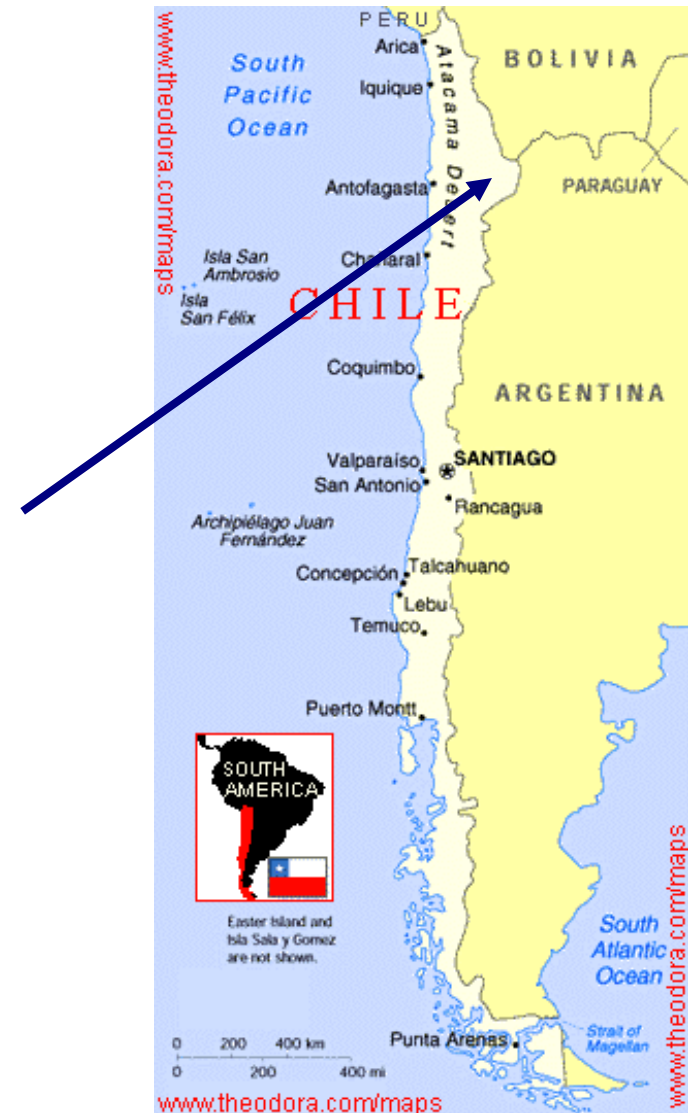 www.theodora.com/maps
PERU
Arica
BOLIVIA
South
Pacific
Ocean
Iquique
Atacama Desert
Antofagasta
PARAGUAY
Isla San
Ambrosio
Chañaral
Isla
San Félix
CHILE
Coquimbo
ARGENTINA
Valparaíso
SANTIAGO
San Antonio
Rancagua
Archipiélago Juan
Fernández
Concepción
Talcahuano
Lebu
Temuco
Puerto Montt
SOUTH
AMERICA
Easter Island and
Isla Sala y Gomez
are not shown.
South
Atlantic
Ocean
www.theodora.com/maps
Strait of
Magellan
Punta Arenas
0 200 400 km
0 200 400 mi
www.theodora.com/maps